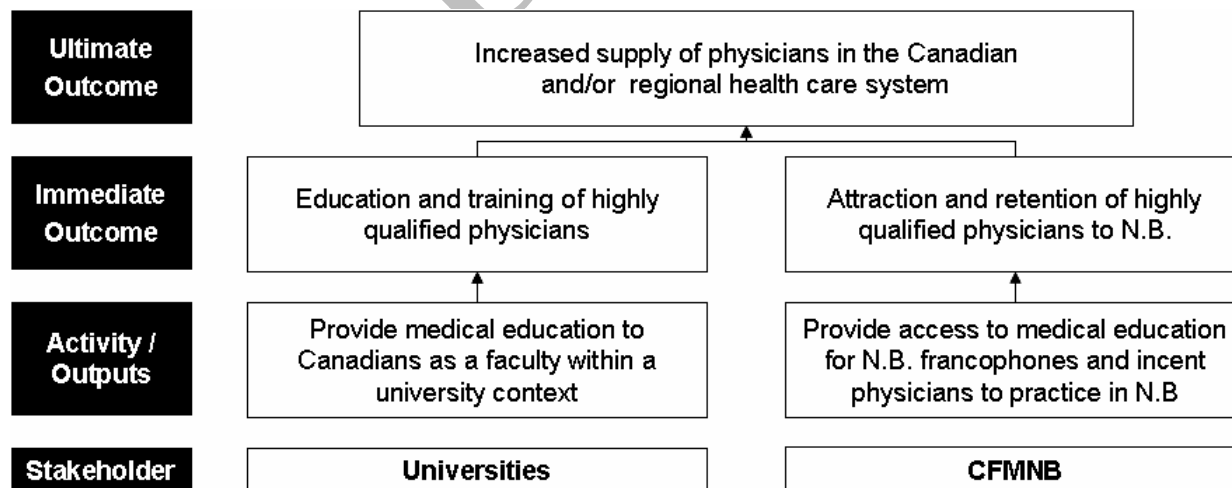 Ultimate
Outcome
Increased supply of physicians in the Canadian
and/or regional health care system
Immediate
Outcome
Education and training of highly
qualified physicians
Attraction and retention of highly
qualified physicians to N.B.
Activity /
Outputs
Provide medical education to
Canadians as a faculty within a
university context
Provide access to medical education
for N.B. francophones and incent
physicians to practice in N.B
Stakeholder
Universities
CFMNB